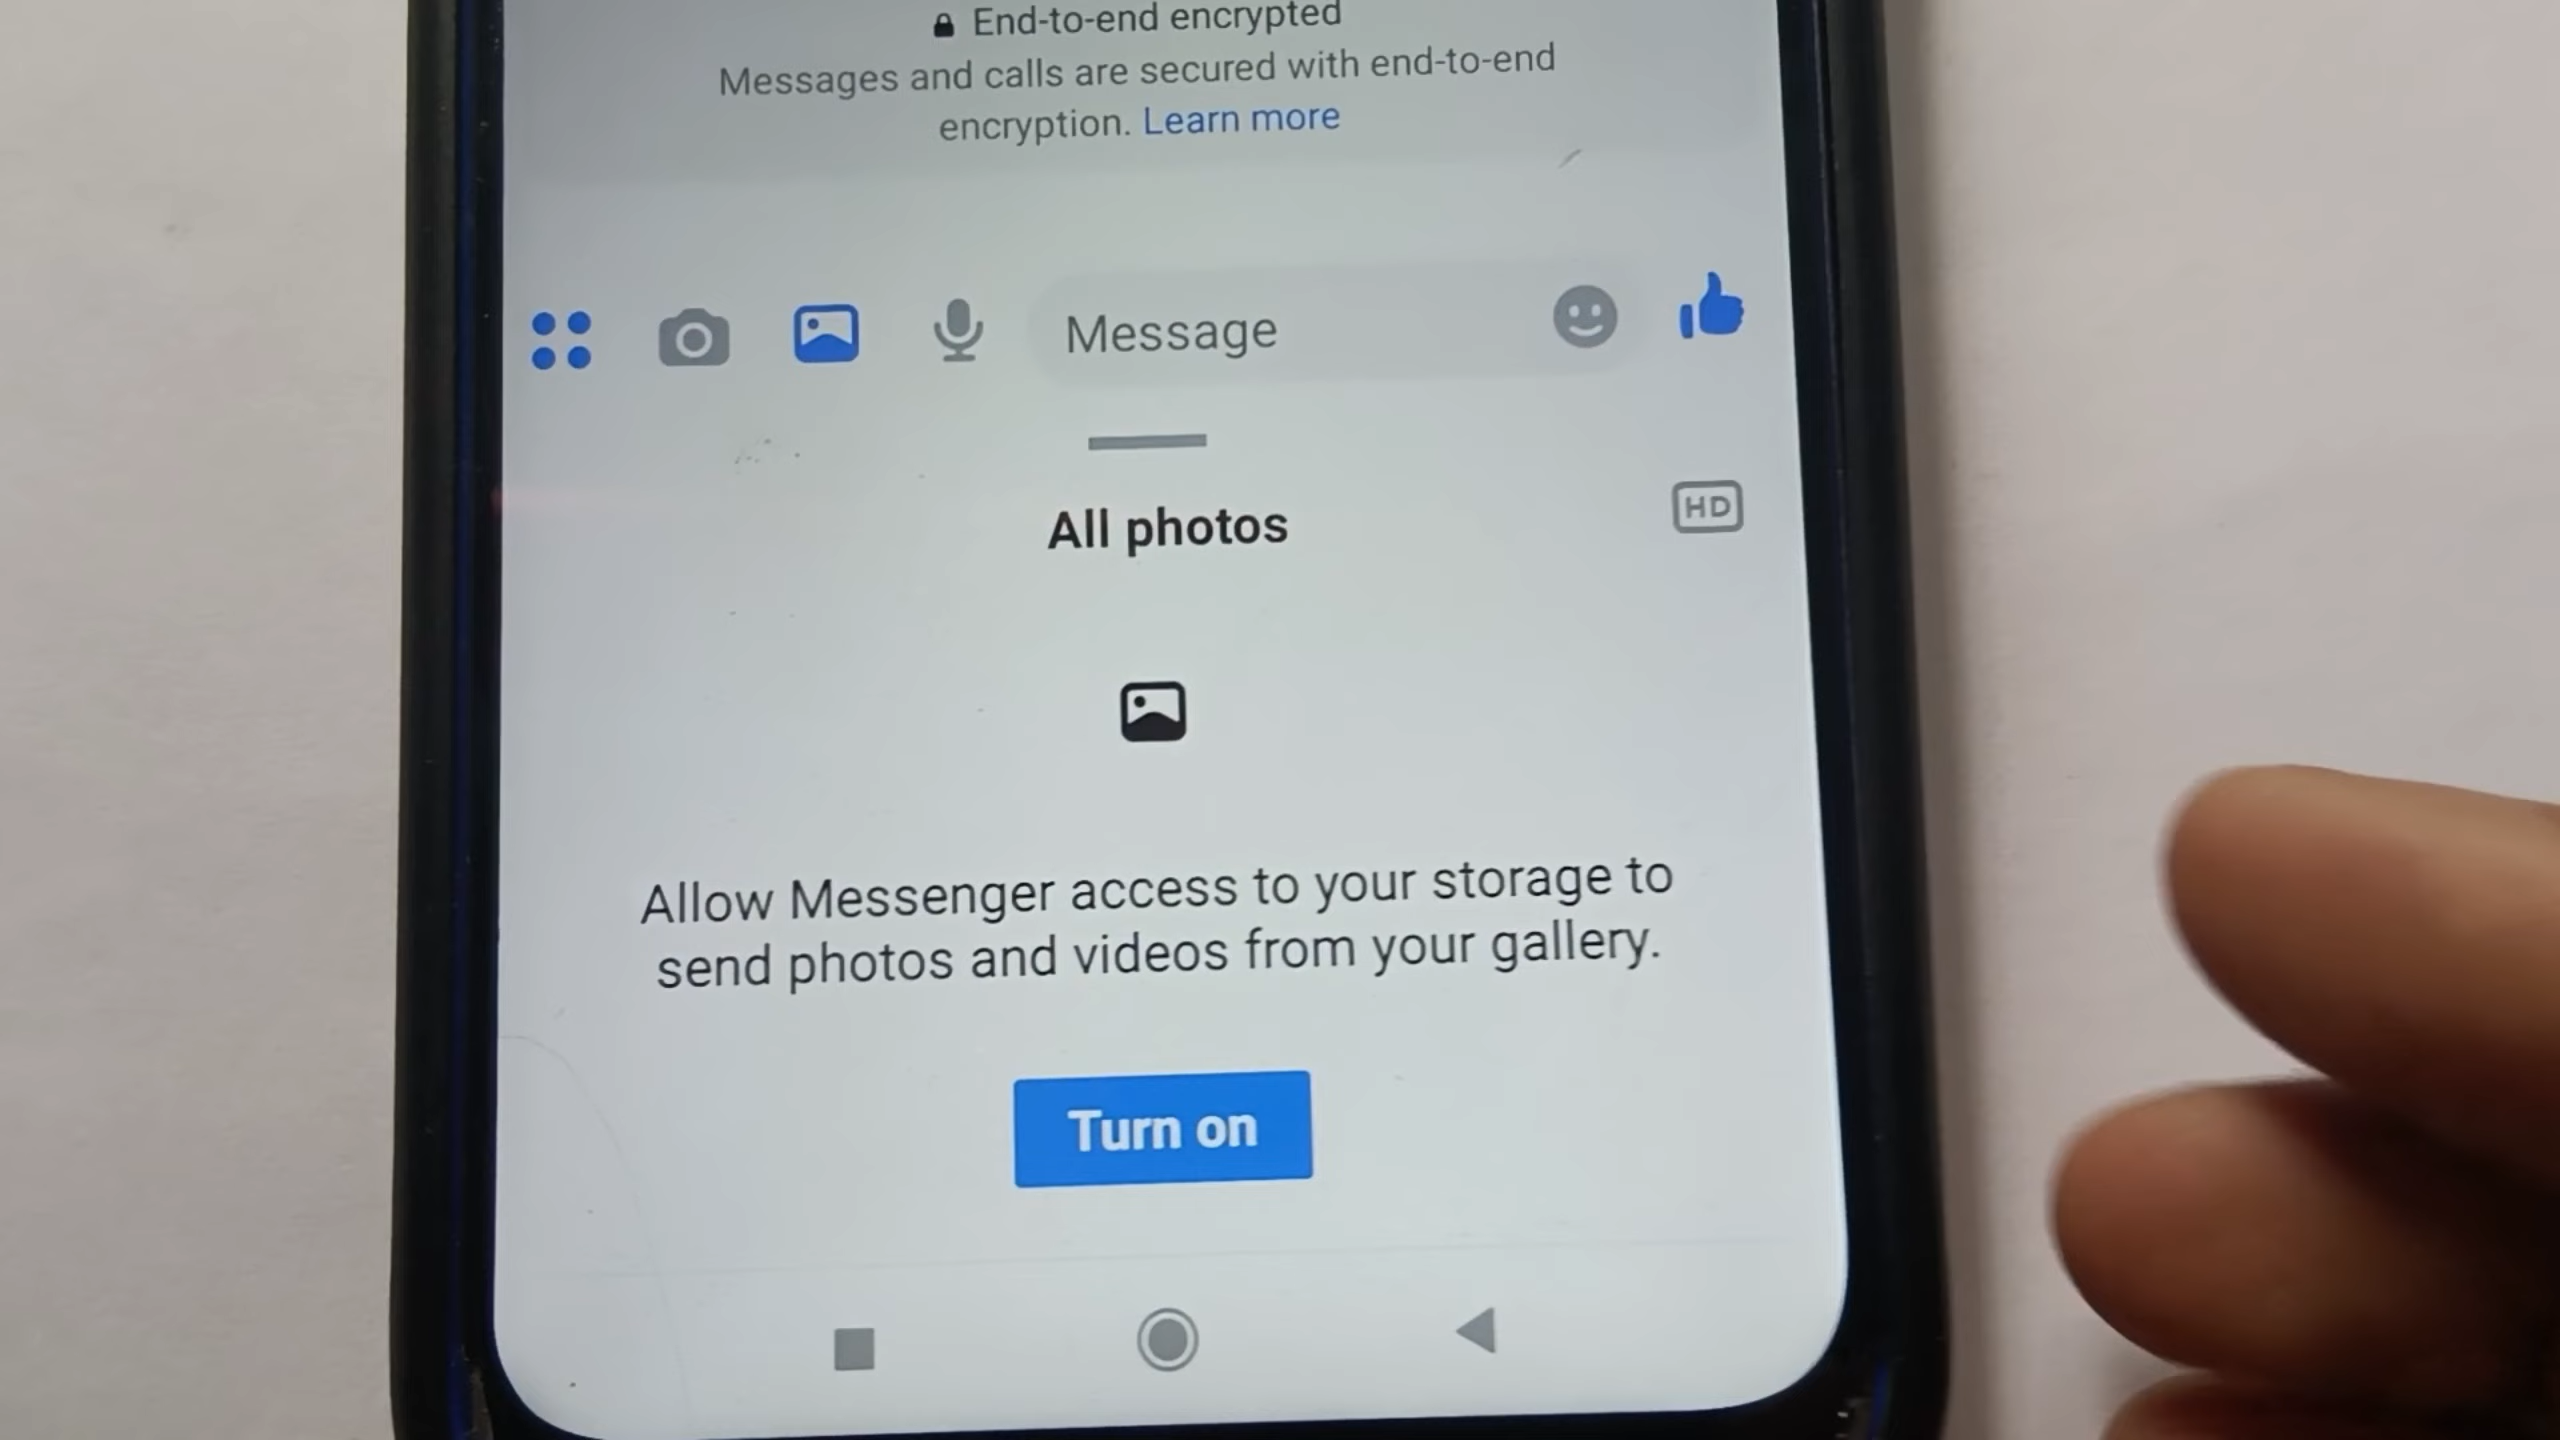 End-to-end encrypted
Messages and calls are secured with end-to-end
encryption. Learn more
Message
All photos
HD
Allow Messenger access to your storage to
send photos and videos from your gallery.
Turn on